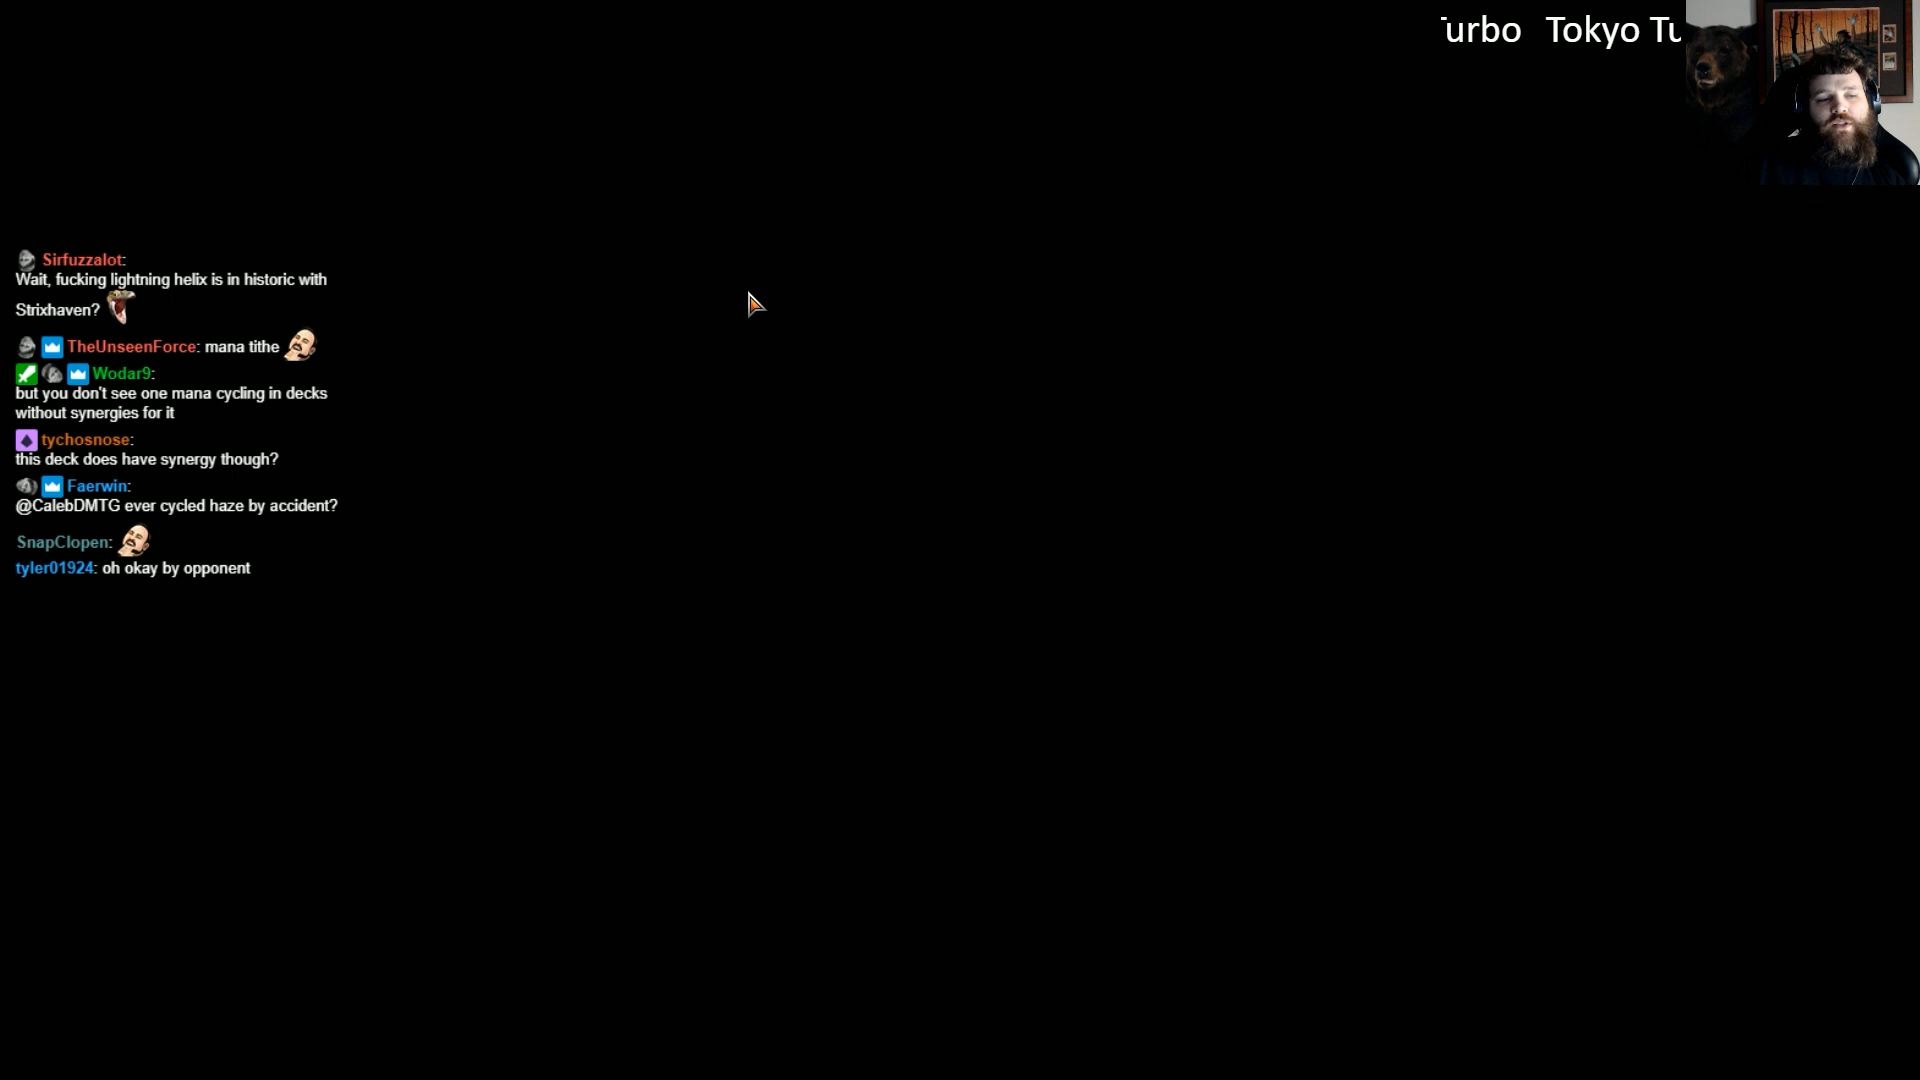 urbo Tokyo Tu
Sirfuzzalot:
Wait, fucking lightning helix is in historic with
Strixhaven?
TheUnseenForce: mana tithe
Wodar9:
but you don't see one mana cycling in decks
without synergies for it
tychosnose:
this deck does have synergy though?
Faerwin:
@CalebDMTG ever cycled haze by accident?
SnapClopen:
tyler01924: oh okay by opponent